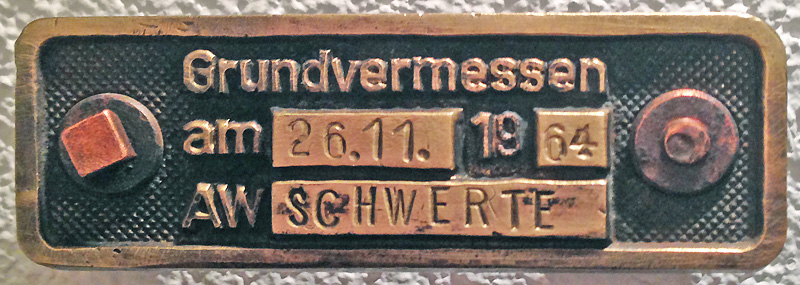 Grundvermessen
am 26.11. 1964
AW SCHWERTE